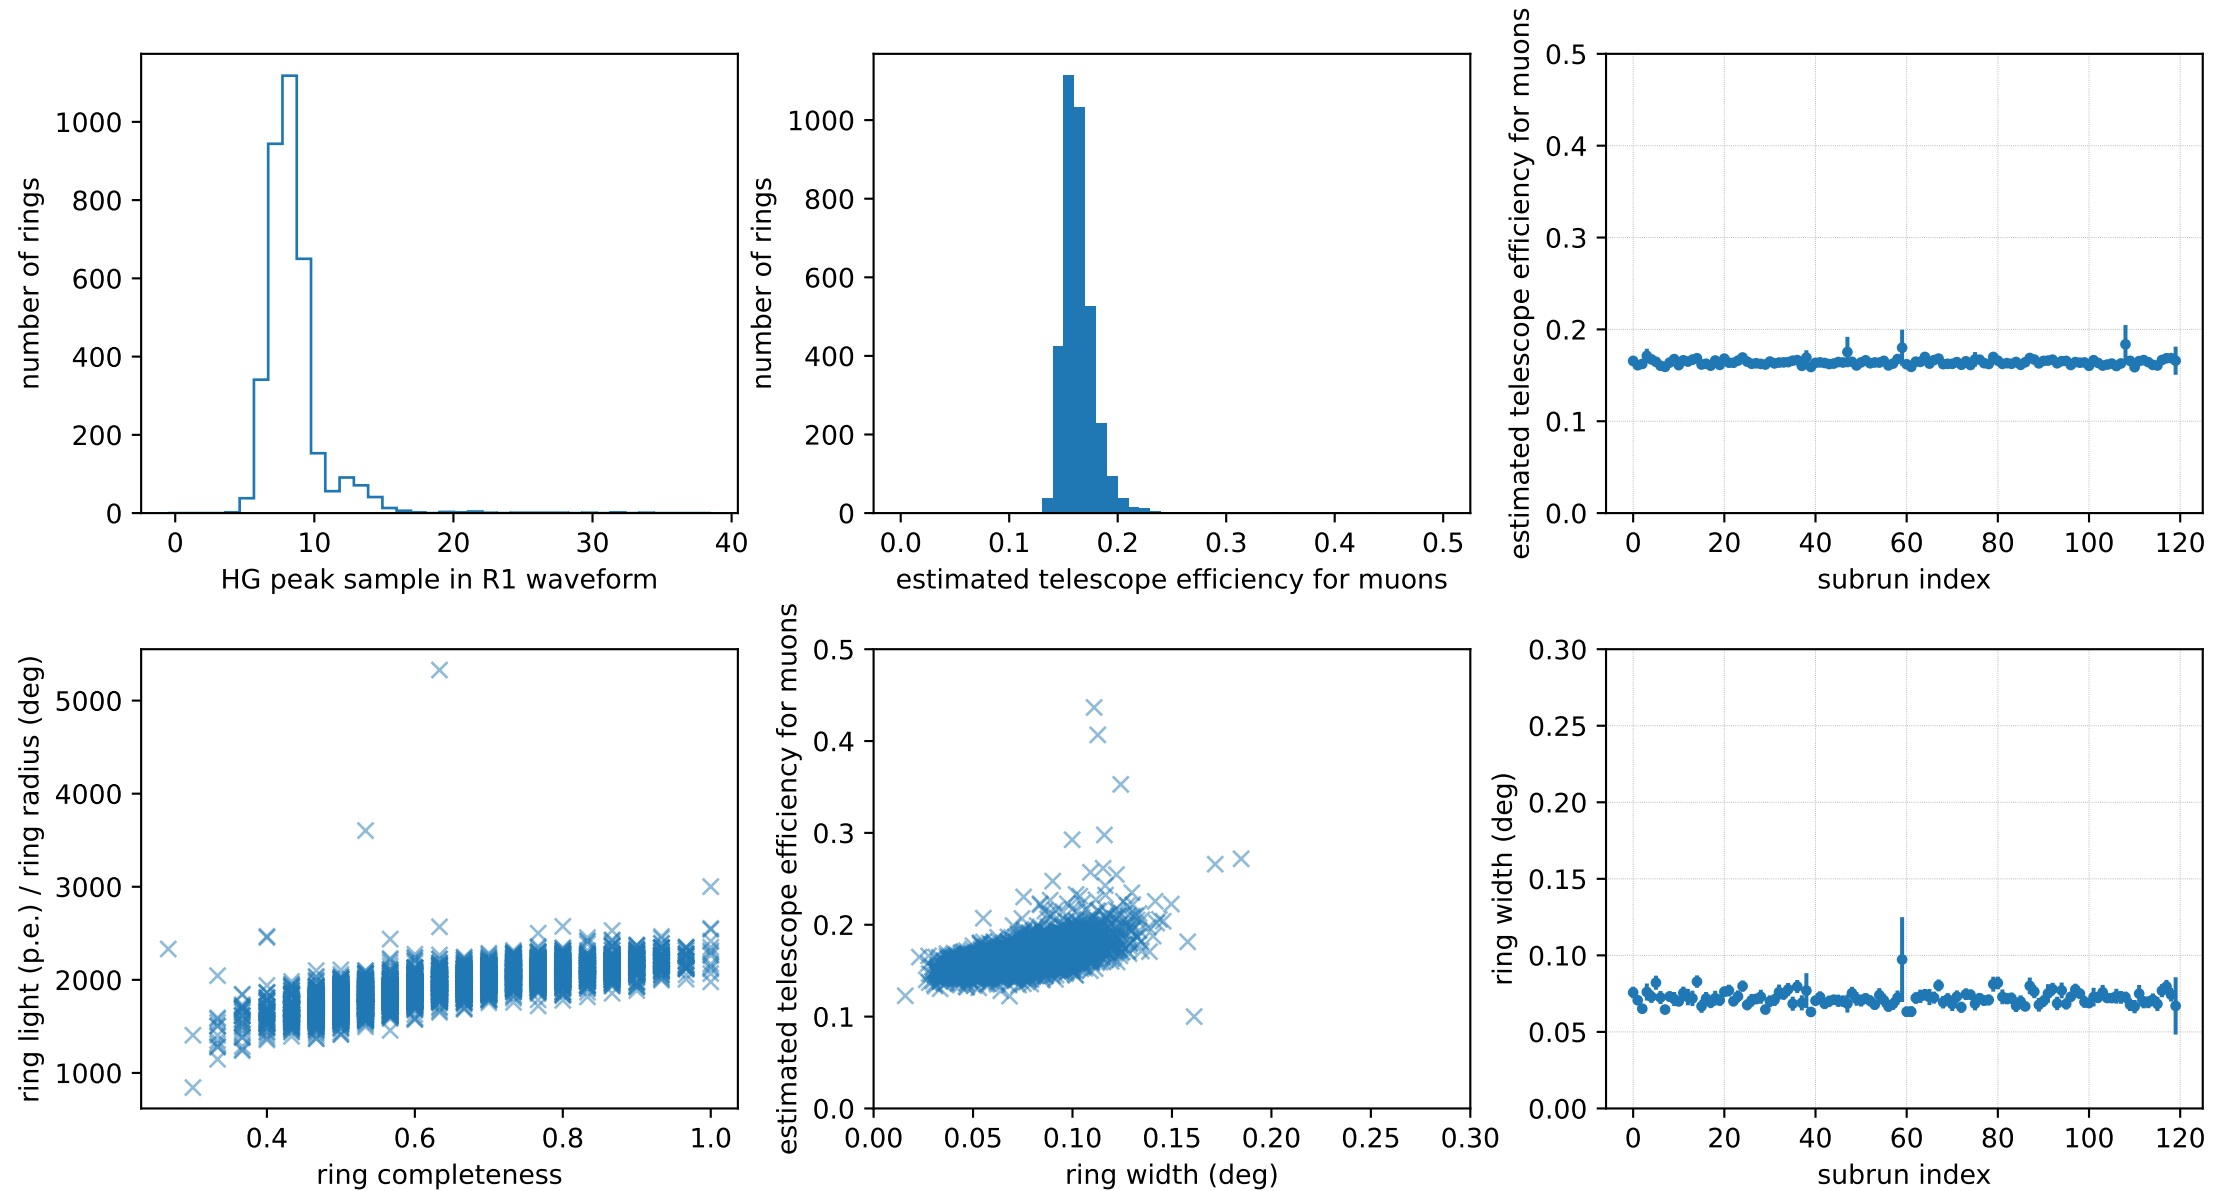 number of rings
1000
800
600
400
200
0
0 10 20 30 40
HG peak sample in R1 waveform
number of rings
1000
800
600
400
200
0
0.0 0.1 0.2 0.3 0.4 0.5
estimated telescope efficiency for muons
estimated telescope efficiency for muons
0.5
0.4
0.3
0.2
0.1
0.0
0 20 40 60 80 100 120
subrun index
ring light (p.e.) / ring radius (deg)
5000
4000
3000
2000
1000
0.4 0.6 0.8 1.0
ring completeness
estimated telescope efficiency for muons
0.5
0.4
0.3
0.2
0.1
0.0
0.00 0.05 0.10 0.15 0.20 0.25 0.30
ring width (deg)
ring width (deg)
0.30
0.25
0.20
0.15
0.10
0.05
0.00
0 20 40 60 80 100 120
subrun index